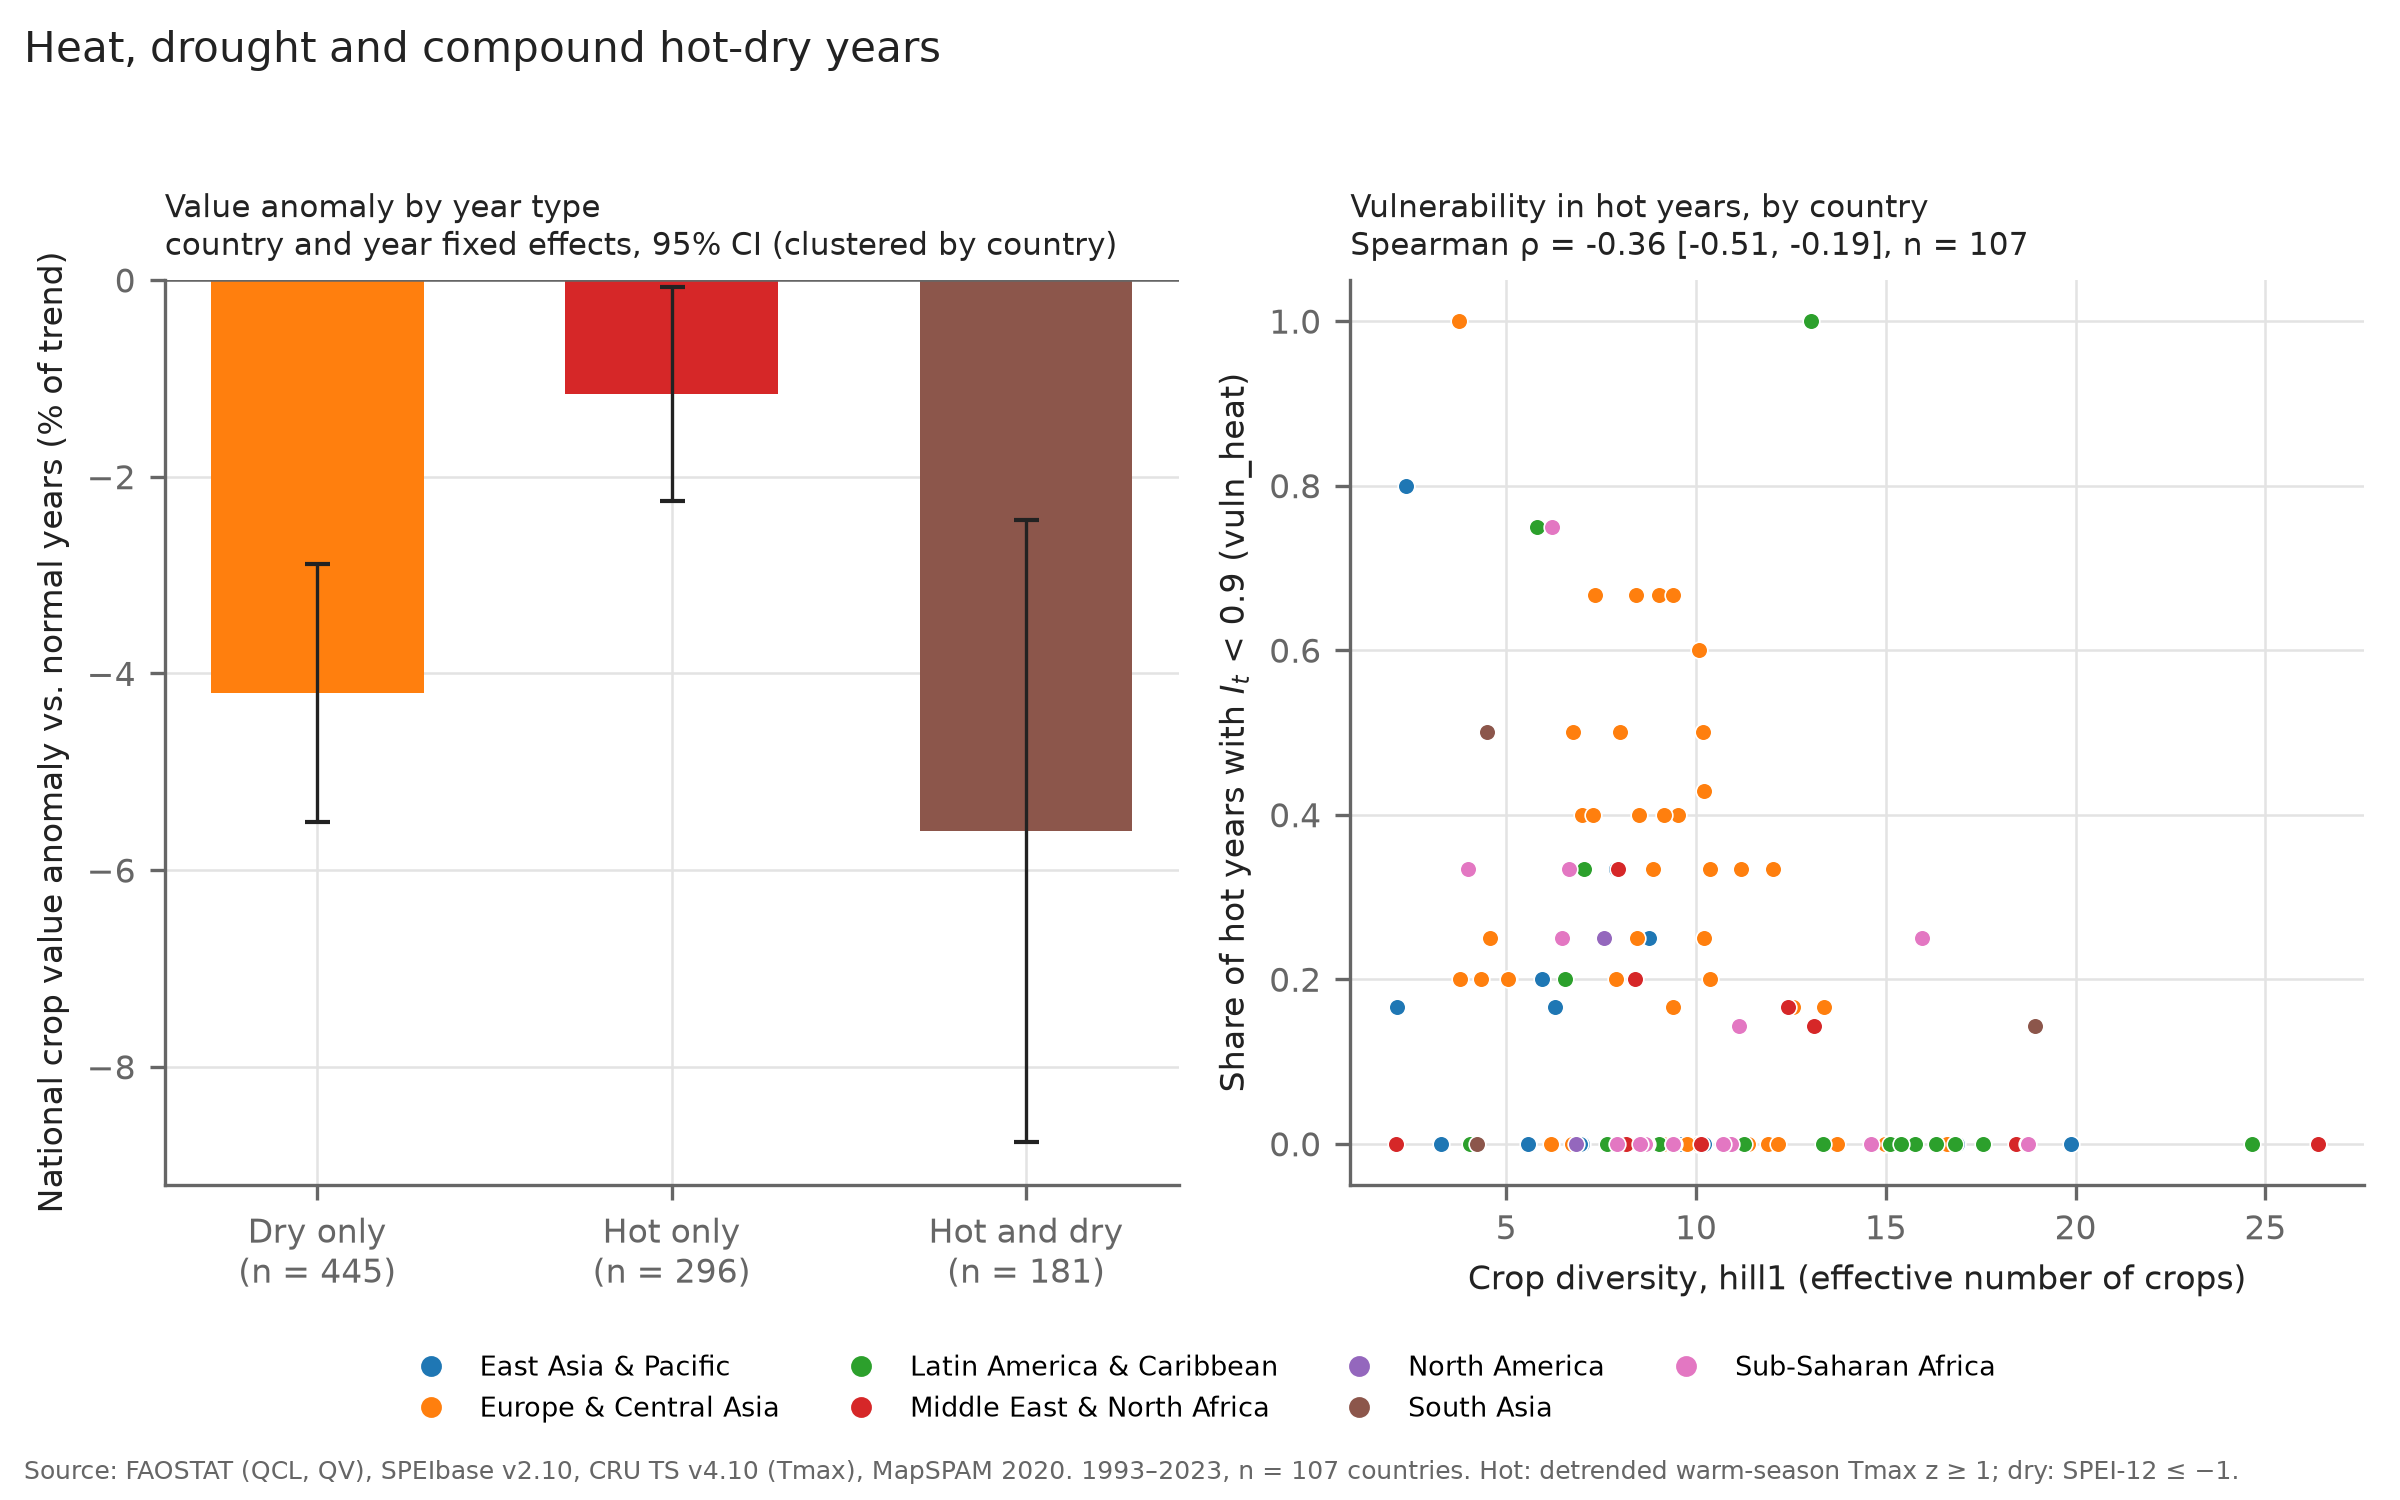 Heat, drought and compound hot-dry years
Value anomaly by year type
country and year fixed effects, 95% CI (clustered by country)
National crop value anomaly vs. normal years (% of trend)
0
−2
−4
−6
−8
Dry only
(n = 445)
Hot only
(n = 296)
Hot and dry
(n = 181)
Vulnerability in hot years, by country
Spearman ρ = -0.36 [-0.51, -0.19], n = 107
Share of hot years with Iₜ < 0.9 (vuln_heat)
1.0
0.8
0.6
0.4
0.2
0.0
5
10
15
20
25
Crop diversity, hill1 (effective number of crops)
East Asia & Pacific
Europe & Central Asia
Latin America & Caribbean
Middle East & North Africa
North America
South Asia
Sub-Saharan Africa
Source: FAOSTAT (QCL, QV), SPEIbase v2.10, CRU TS v4.10 (Tmax), MapSPAM 2020. 1993–2023, n = 107 countries. Hot: detrended warm-season Tmax z ≥ 1; dry: SPEI-12 ≤ −1.